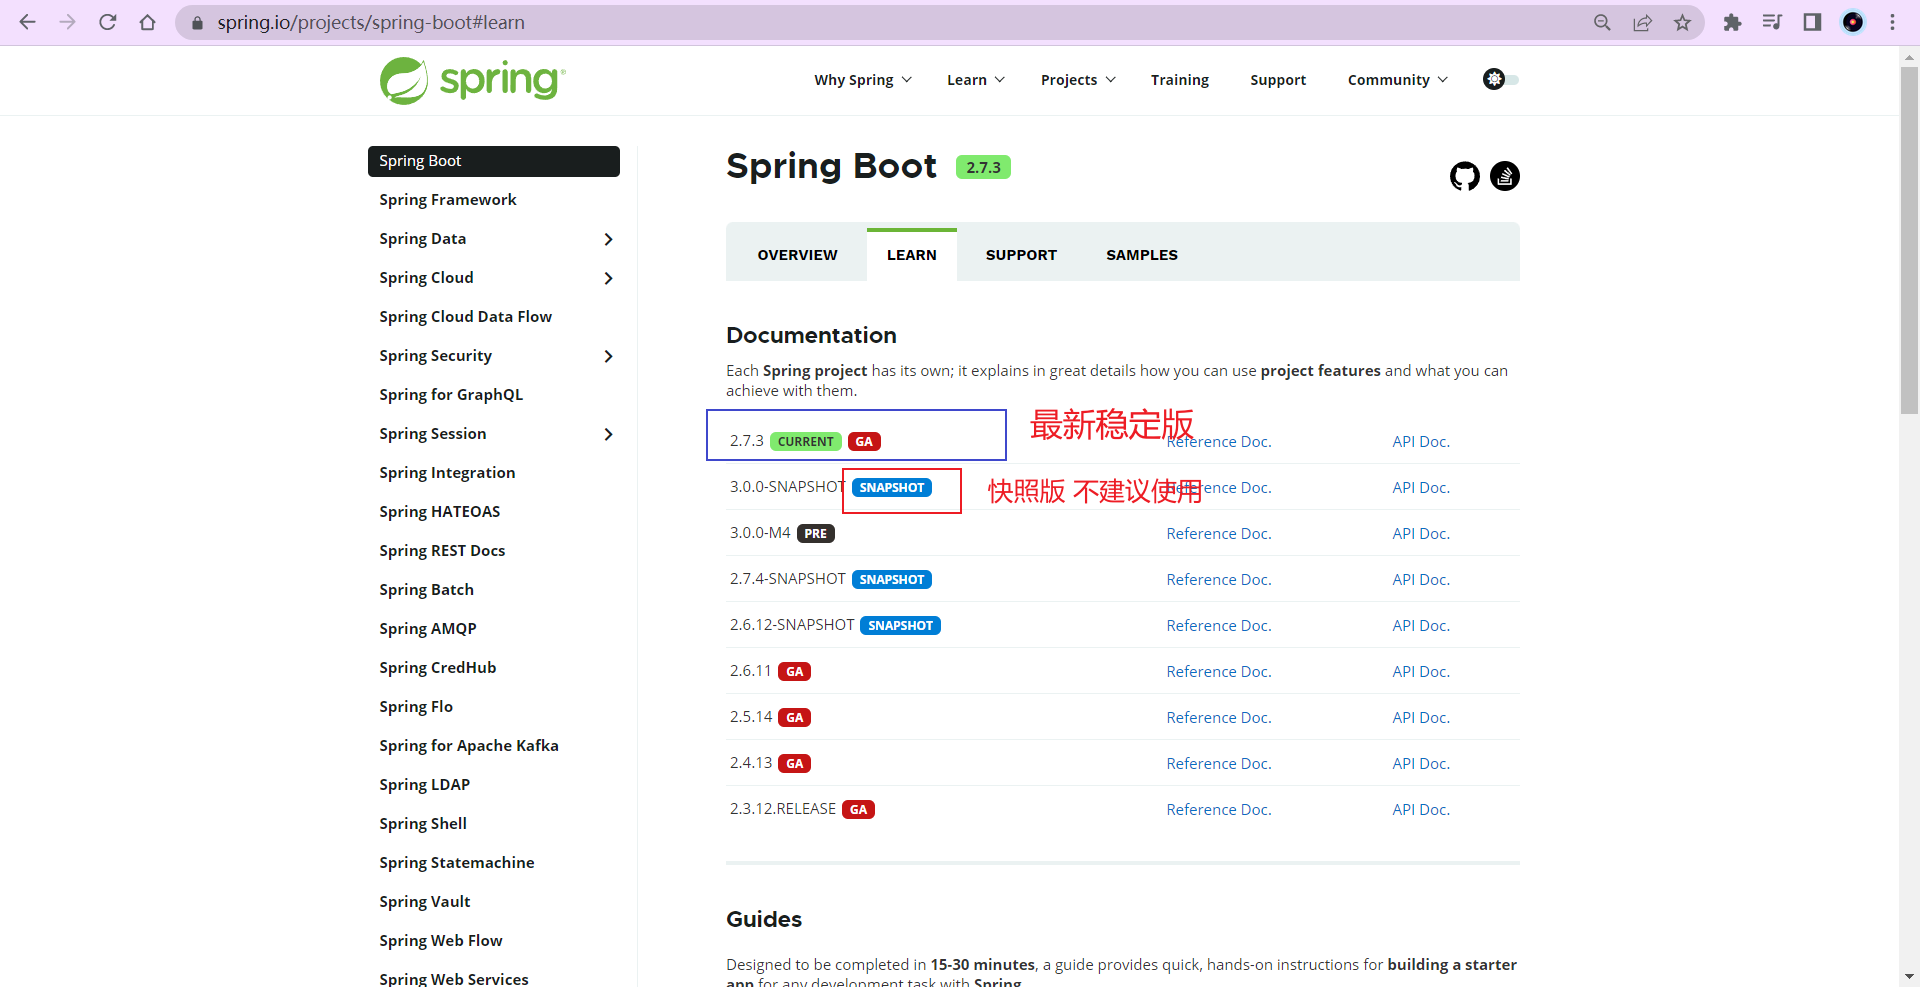 spring.io/projects/spring-boot#learn
spring
Why Spring
Learn
Projects
Training
Support
Community
Spring Boot
Spring Framework
Spring Data
Spring Cloud
Spring Cloud Data Flow
Spring Security
Spring for GraphQL
Spring Session
Spring Integration
Spring HATEOAS
Spring REST Docs
Spring Batch
Spring AMQP
Spring CredHub
Spring Flo
Spring for Apache Kafka
Spring LDAP
Spring Shell
Spring Statemachine
Spring Vault
Spring Web Flow
Spring Web Services
Spring Boot 2.7.3
OVERVIEW LEARN SUPPORT SAMPLES
Documentation
Each Spring project has its own; it explains in great details how you can use project features and what you can
achieve with them.
最新稳定版
2.7.3 CURRENT GA Reference Doc. API Doc.
3.0.0-SNAPSHOT SNAPSHOT 快照版 不建议使用 Reference Doc. API Doc.
3.0.0-M4 PRE Reference Doc. API Doc.
2.7.4-SNAPSHOT SNAPSHOT Reference Doc. API Doc.
2.6.12-SNAPSHOT SNAPSHOT Reference Doc. API Doc.
2.6.11 GA Reference Doc. API Doc.
2.5.14 GA Reference Doc. API Doc.
2.4.13 GA Reference Doc. API Doc.
2.3.12.RELEASE GA Reference Doc. API Doc.
Guides
Designed to be completed in 15-30 minutes, a guide provides quick, hands-on instructions for building a starter
app for any development task with Spring.